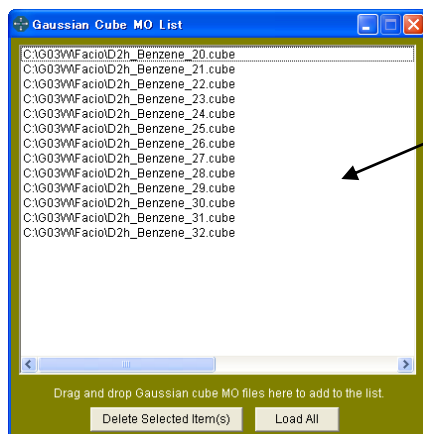 Gaussian Cube MO List
C:\G03W\Facio\D2h_Benzene_20.cube
C:\G03W\Facio\D2h_Benzene_21.cube
C:\G03W\Facio\D2h_Benzene_22.cube
C:\G03W\Facio\D2h_Benzene_23.cube
C:\G03W\Facio\D2h_Benzene_24.cube
C:\G03W\Facio\D2h_Benzene_25.cube
C:\G03W\Facio\D2h_Benzene_26.cube
C:\G03W\Facio\D2h_Benzene_27.cube
C:\G03W\Facio\D2h_Benzene_28.cube
C:\G03W\Facio\D2h_Benzene_29.cube
C:\G03W\Facio\D2h_Benzene_30.cube
C:\G03W\Facio\D2h_Benzene_31.cube
C:\G03W\Facio\D2h_Benzene_32.cube
Drag and drop Gaussian cube MO files here to add to the list.
Delete Selected Item(s) Load All